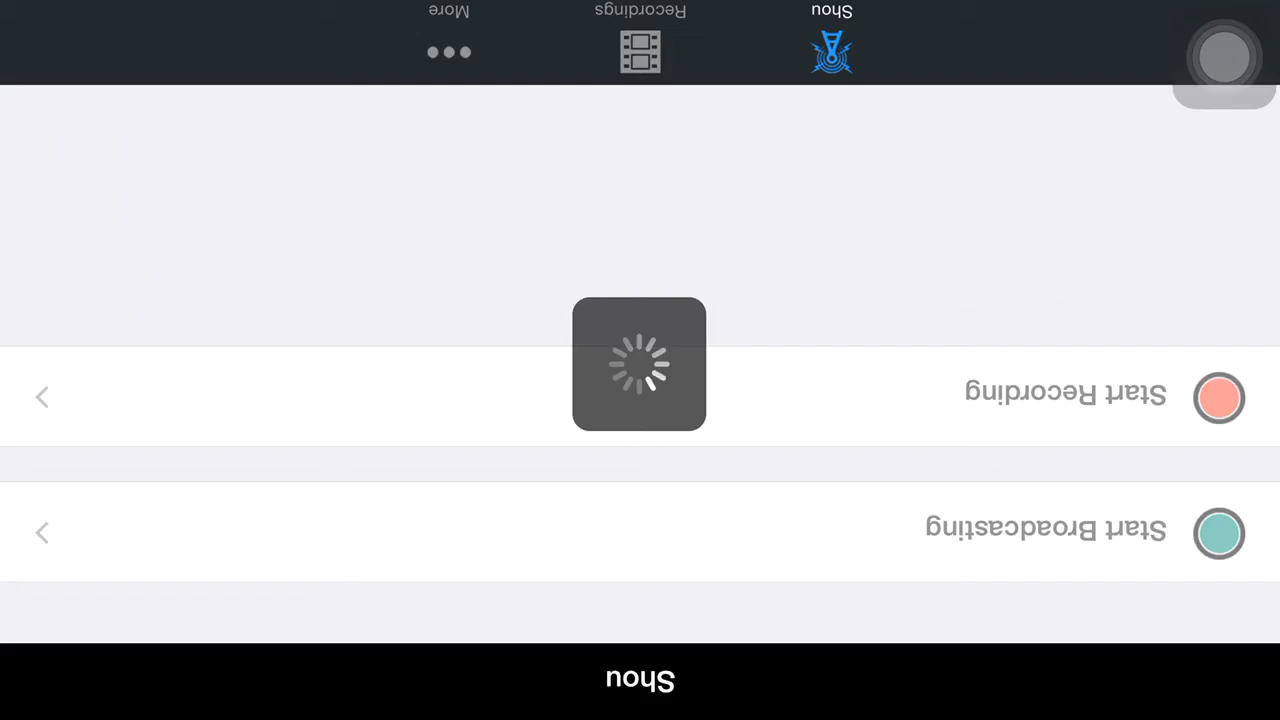 Shou
Start Broadcasting
Start Recording
Shou
Recordings
More